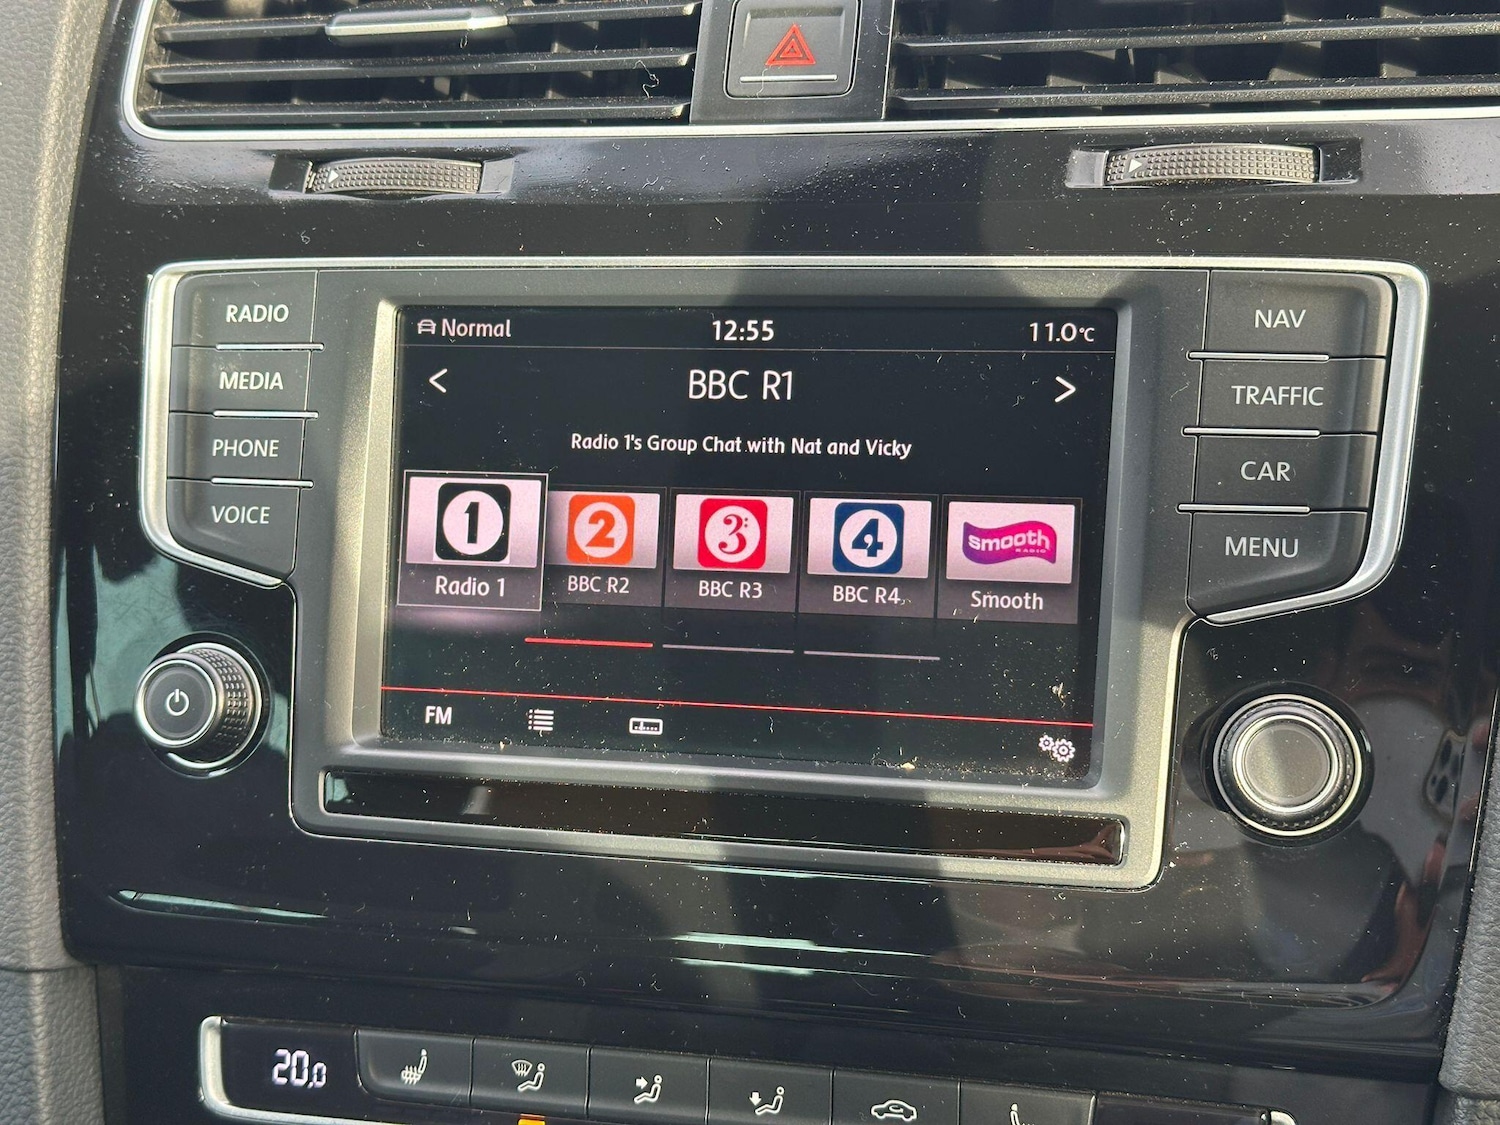 RADIO
MEDIA
PHONE
VOICE
Normal 12:55 11.0°C
< BBC R1 >
Radio 1's Group Chat with Nat and Vicky
1 2 3 4 smooth
RADIO
Radio 1 BBC R2 BBC R3 BBC R4 Smooth
FM
NAV
TRAFFIC
CAR
MENU
20.0